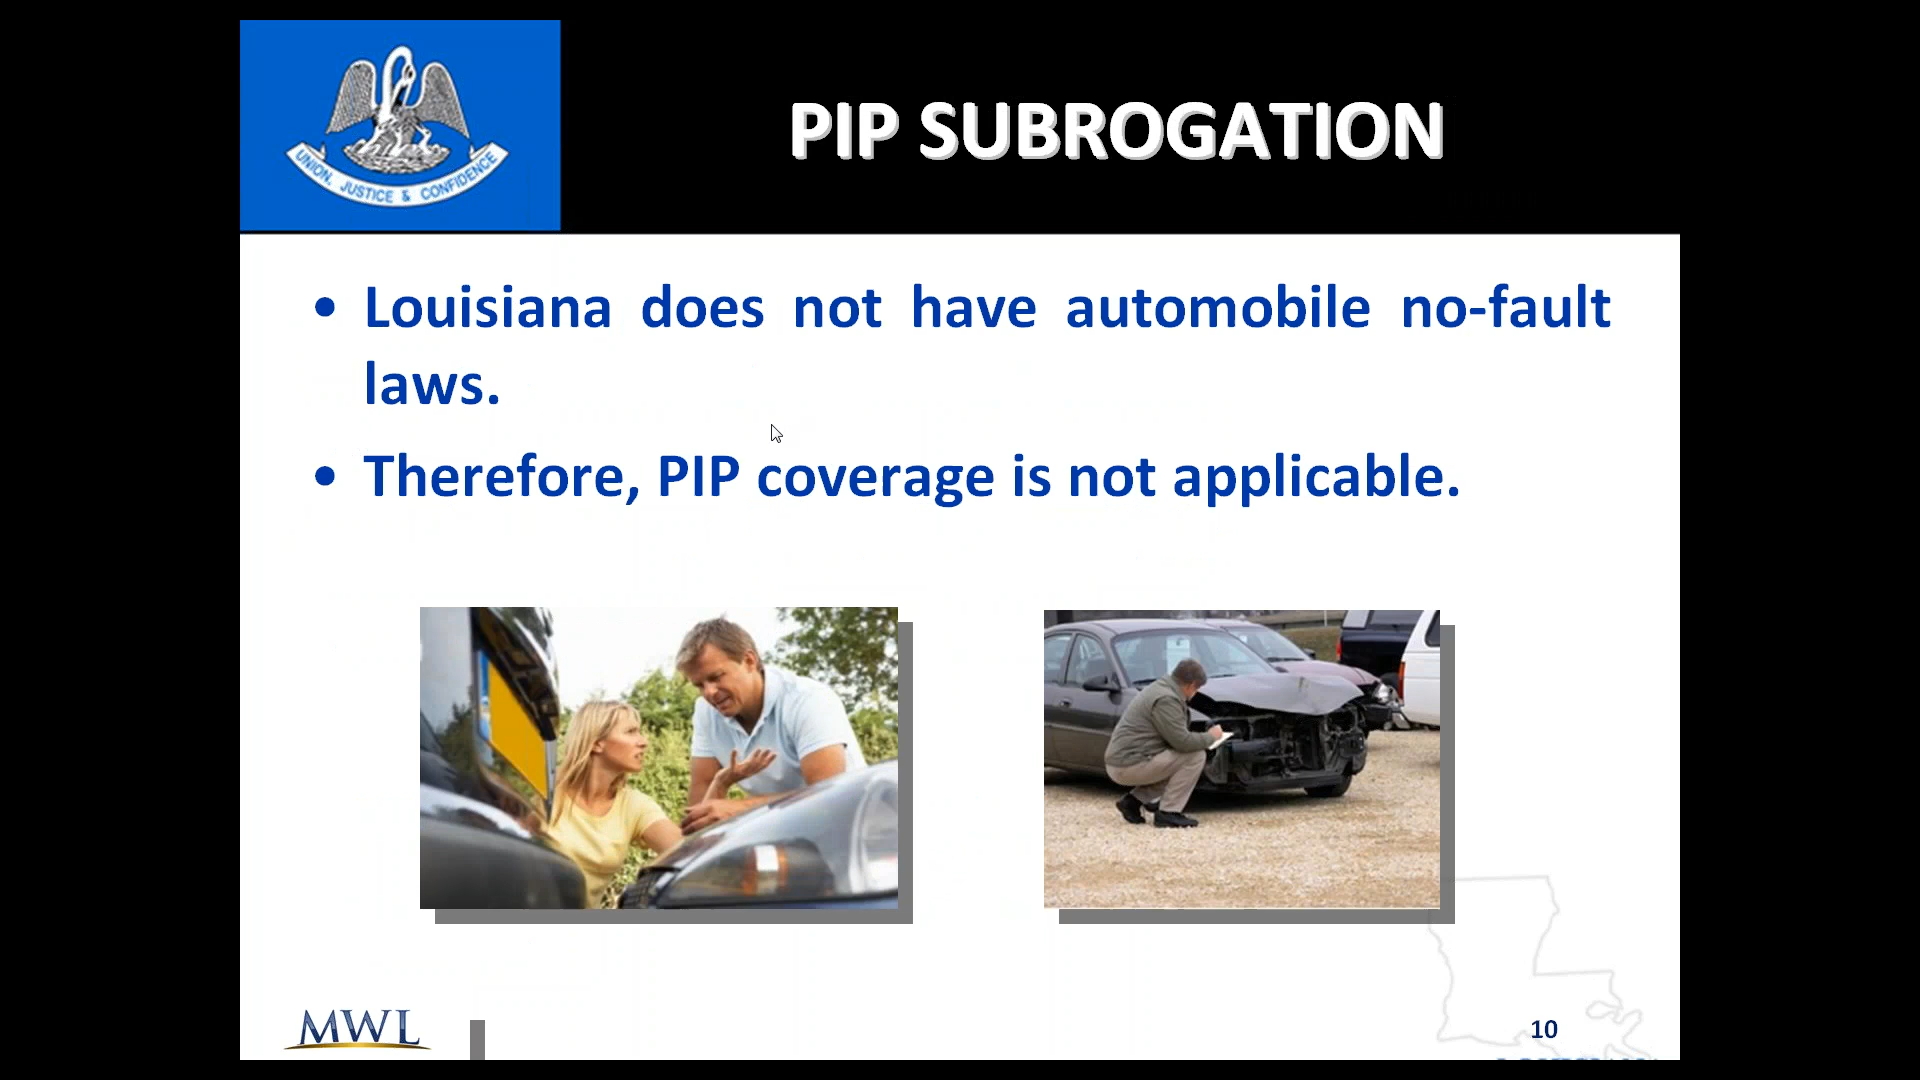 PIP SUBROGATION
UNION, JUSTICE & CONFIDENCE
• Louisiana does not have automobile no-fault
laws.
• Therefore, PIP coverage is not applicable.
MWL
10